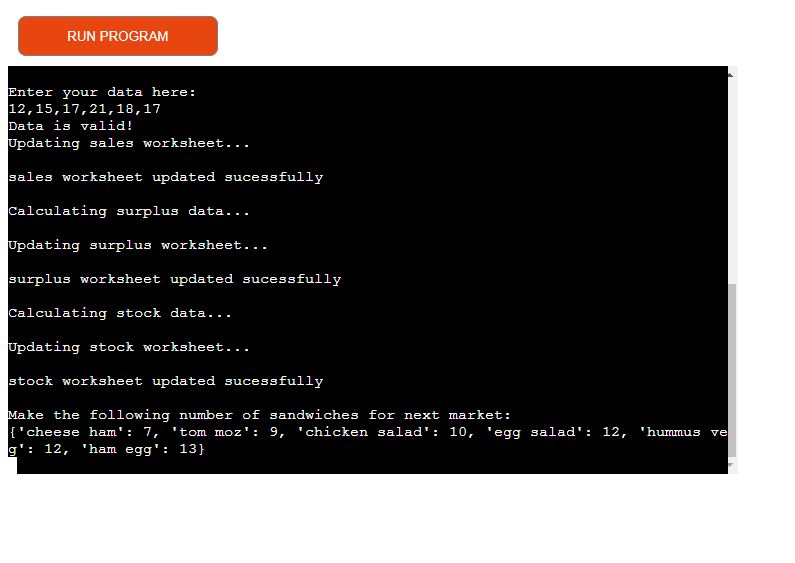 RUN PROGRAM
Enter your data here:
12,15,17,21,18,17
Data is valid!
Updating sales worksheet...
sales worksheet updated sucessfully
Calculating surplus data...
Updating surplus worksheet...
surplus worksheet updated sucessfully
Calculating stock data...
Updating stock worksheet...
stock worksheet updated sucessfully
Make the following number of sandwiches for next market:
{'cheese ham': 7, 'tom moz': 9, 'chicken salad': 10, 'egg salad': 12, 'hummus ve
g': 12, 'ham egg': 13}